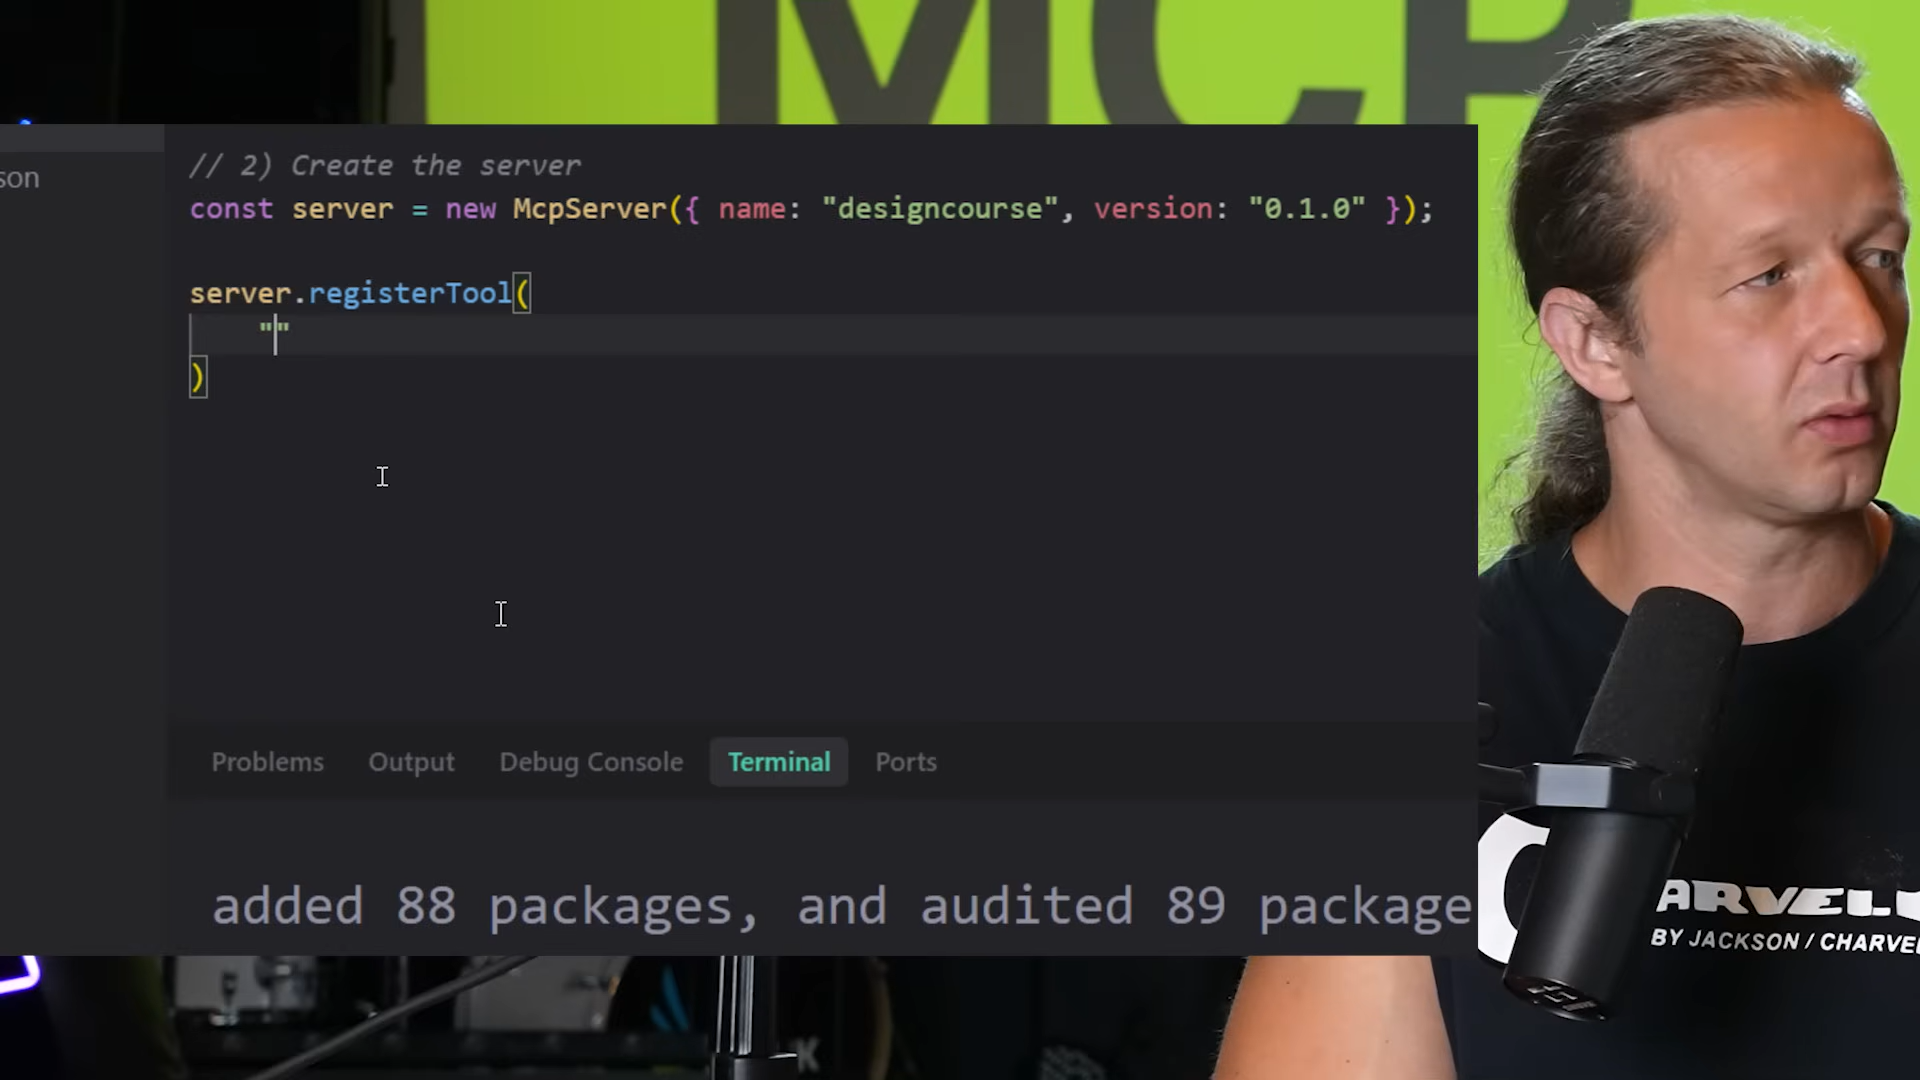 MCP
son
// 2) Create the server
const server = new McpServer({ name: "designcourse", version: "0.1.0" });
server.registerTool(
""
)
Problems Output Debug Console Terminal Ports
added 88 packages, and audited 89 package
BY JACKSON / CHARVE
K